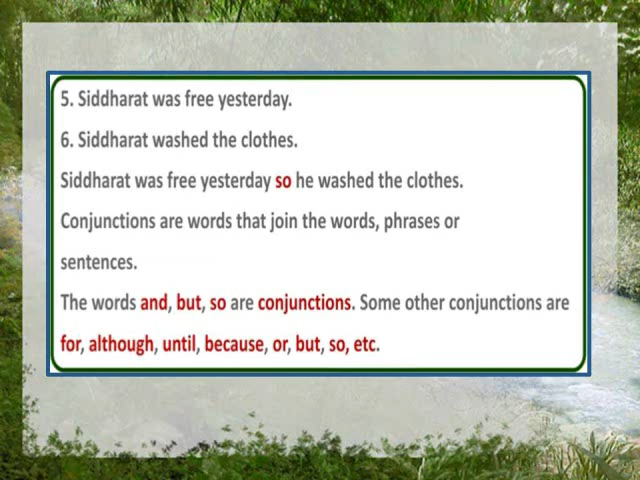 5. Siddharat was free yesterday.
6. Siddharat washed the clothes.
Siddharat was free yesterday so he washed the clothes.
Conjunctions are words that join the words, phrases or
sentences.
The words and, but, so are conjunctions. Some other conjunctions are
for, although, until, because, or, but, so, etc.